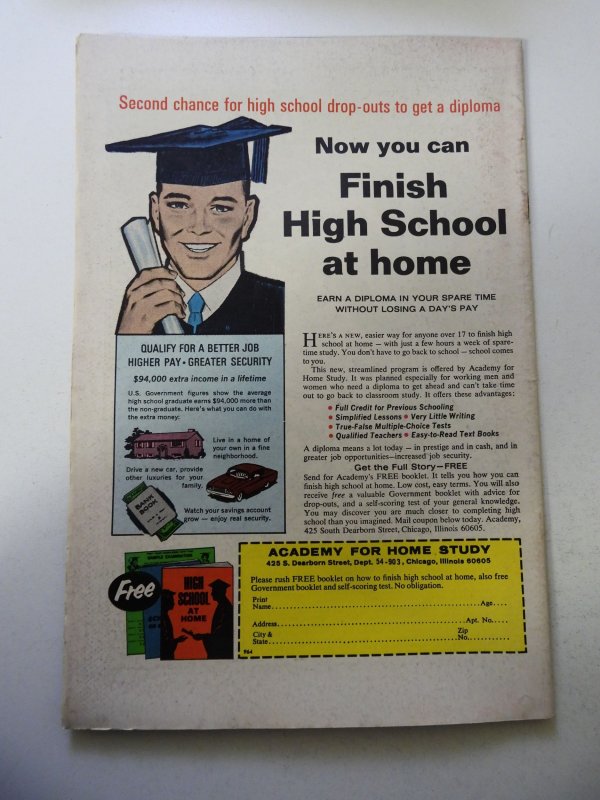 Second chance for high school drop-outs to get a diploma
Now you can
Finish
High School
at home
EARN A DIPLOMA IN YOUR SPARE TIME
WITHOUT LOSING A DAY'S PAY
QUALIFY FOR A BETTER JOB
HIGHER PAY • GREATER SECURITY
$94,000 extra income in a lifetime
U.S. Government figures show the average
high school graduate earns $94,000 more than
the non-graduate. Here's what you can do with
the extra money:
Live in a home of
your own in a fine
neighborhood.
Drive a new car, provide
other luxuries for your
family.
BANK
BOOK
Watch your savings account
grow — enjoy real security.
HERE'S A NEW, easier way for anyone over 17 to finish high
school at home — with just a few hours a week of spare-
time study. You don't have to go back to school — school comes
to you.
This new, streamlined program is offered by Academy for
Home Study. It was planned especially for working men and
women who need a diploma to get ahead and can't take time
out to go back to classroom study. It offers these advantages:
• Full Credit for Previous Schooling
• Simplified Lessons • Very Little Writing
• True-False Multiple-Choice Tests
• Qualified Teachers • Easy-to-Read Text Books
A diploma means a lot today — in prestige and in cash, and in
greater job opportunities—increased job security.
Get the Full Story—FREE
Send for Academy's FREE booklet. It tells you how you can
finish high school at home. Low cost, easy terms. You will also
receive free a valuable Government booklet with advice for
drop-outs, and a self-scoring test of your general knowledge.
You may discover you are much closer to completing high
school than you imagined. Mail coupon below today. Academy,
425 South Dearborn Street, Chicago, Illinois 60605.
Free
SAMPLE EXAMINATION
HIGH
SCHOOL
AT
HOME
ACADEMY FOR HOME STUDY
425 S. Dearborn Street, Dept. 54-903, Chicago, Illinois 60605
Please rush FREE booklet on how to finish high school at home, also free
Government booklet and self-scoring test. No obligation.
Print
Name..........Age....
Address..........Apt. No.....
City &
State..........
Zip
No..........
964